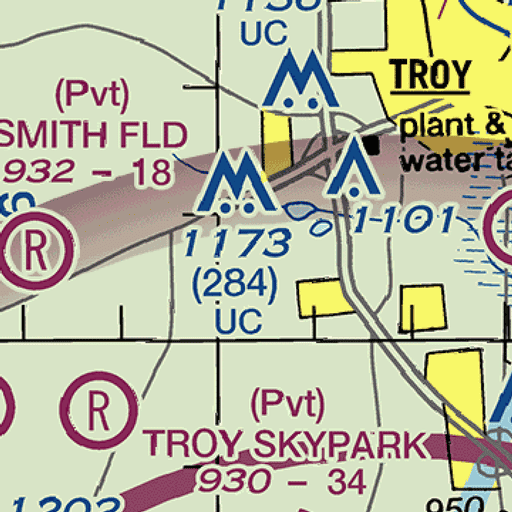 UC
TROY
(Pvt)
SMITH FLD
932 - 18
plant &
water ta
1173
(284)
UC
1101
R
R
(Pvt)
TROY SKYPARK
930 - 34
950